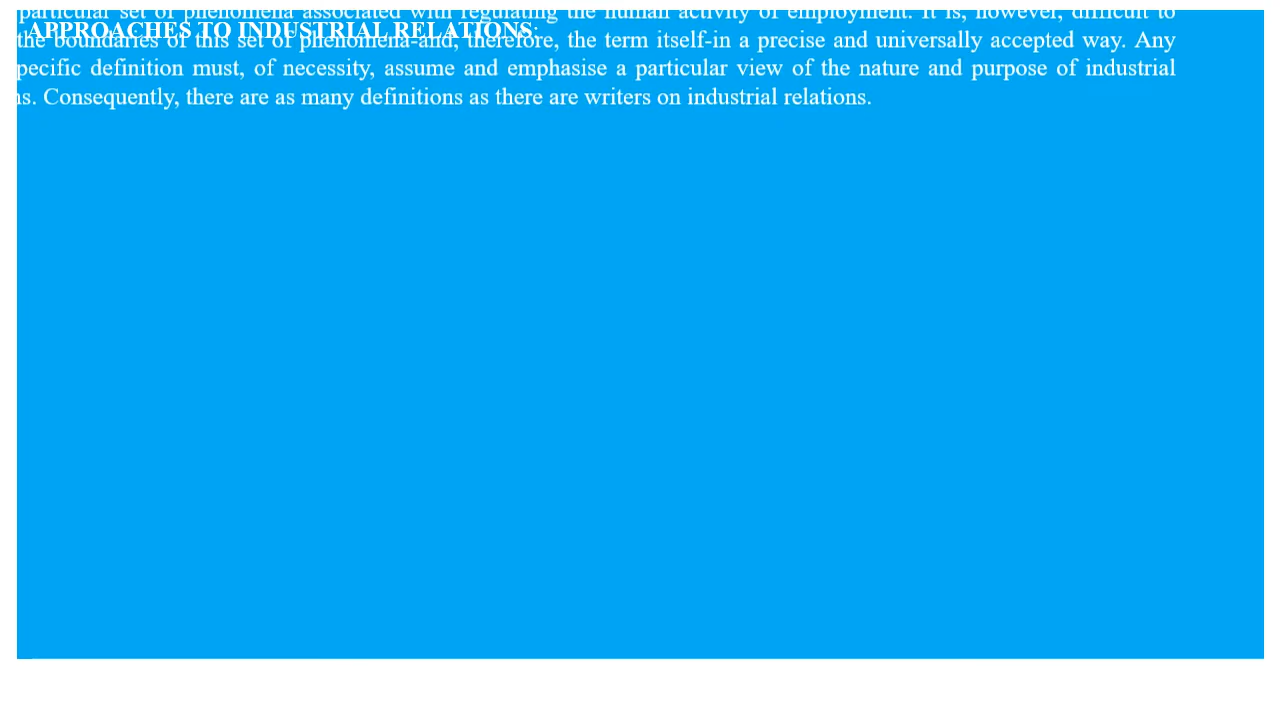 particular set of phenomena associated with regulating the human activity of employment. It is, however, difficult to
APPROACHES TO INDUSTRIAL RELATIONS:
the boundaries of this set of phenomena-and, therefore, the term itself-in a precise and universally accepted way. Any
pecific definition must, of necessity, assume and emphasise a particular view of the nature and purpose of industrial
ns. Consequently, there are as many definitions as there are writers on industrial relations.